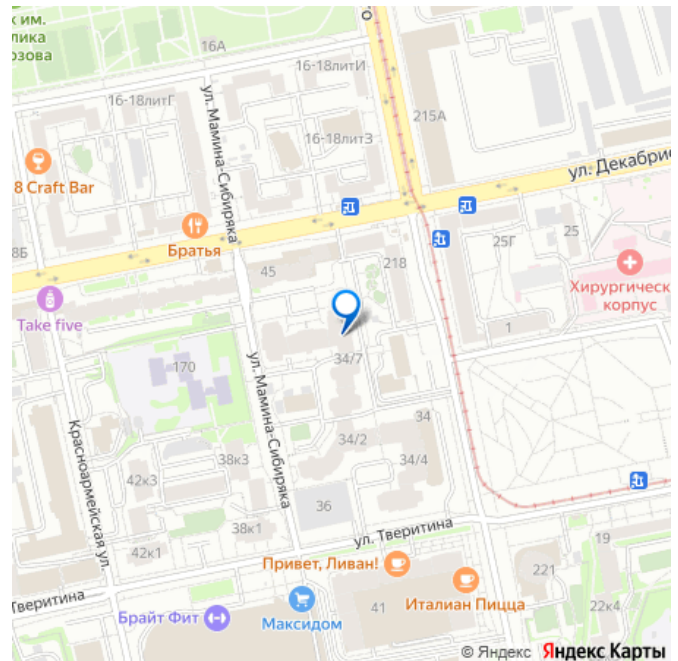 к им.
лика
розова
16А
о.
16-18литИ
16-18литГ
215А
ул. Мамина-Сибиряка
16-18литЗ
ул. Декабрис
8 Craft Bar
Братья
8Б
45
218
25Г
25
Хирургическ
корпус
Take five
1
34/7
170
ул. Мамина-Сибиряка
34
Красноармейская ул.
34/2
38к3
34/4
42к3
36
38к1
ул. Тверитина
42к1
19
Привет, Ливан!
221
Тверитина
Италиан Пицца
Брайт Фит
41
22к4
Максидом
© Яндекс Яндекс Карты